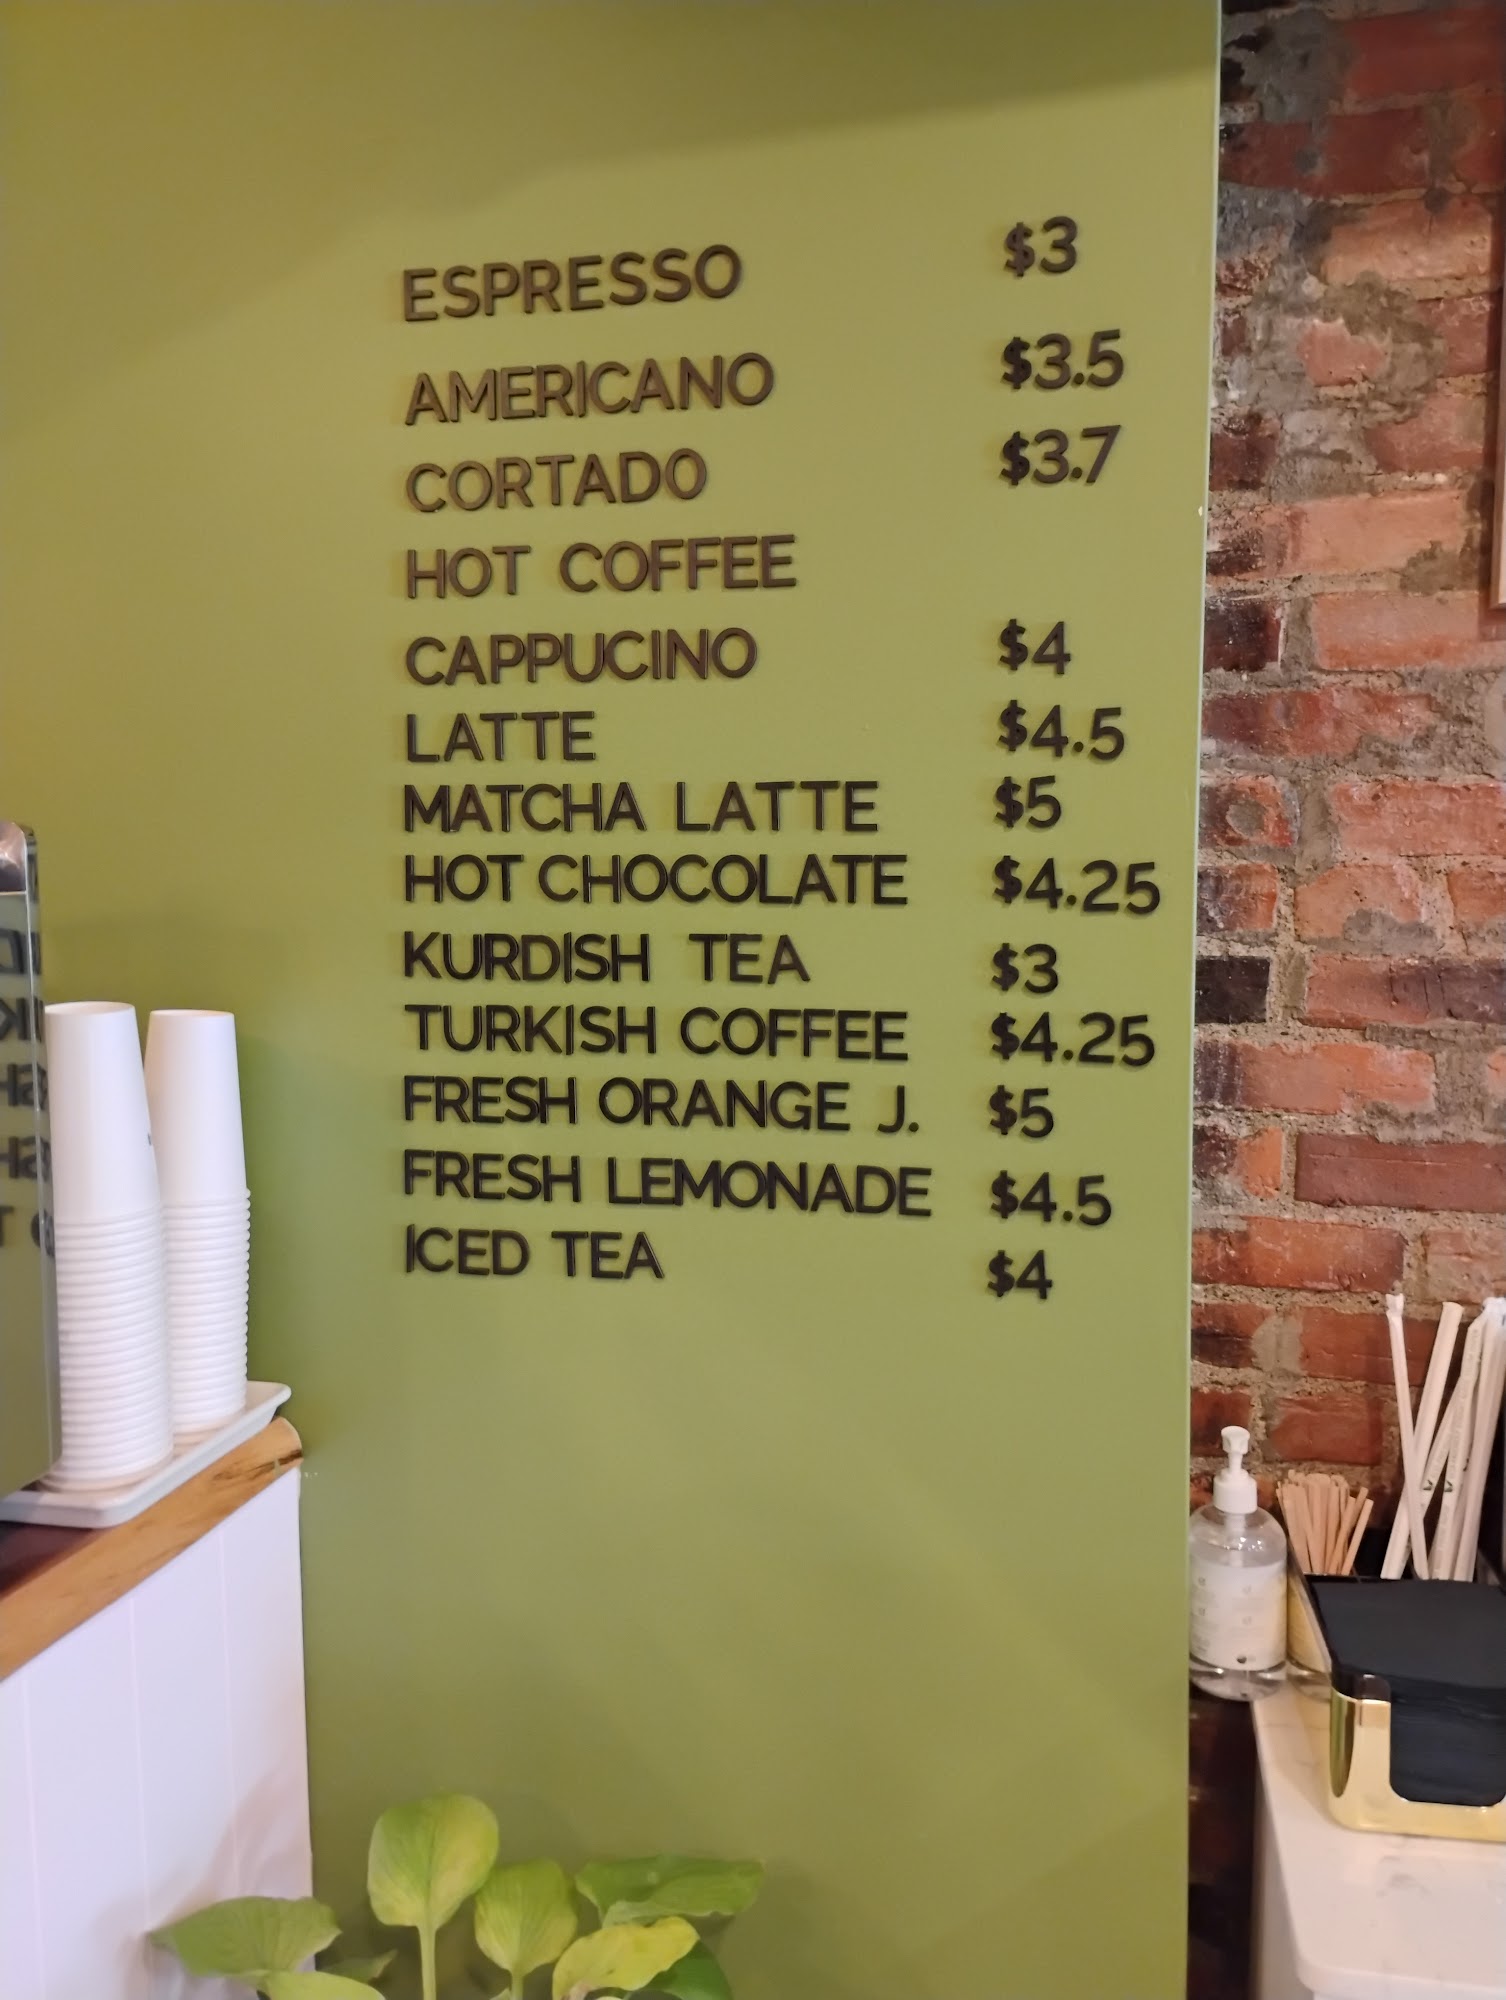 ESPRESSO $3
AMERICANO $3.5
CORTADO $3.7
HOT COFFEE
CAPPUCINO $4
LATTE $4.5
MATCHA LATTE $5
HOT CHOCOLATE $4.25
KURDISH TEA $3
TURKISH COFFEE $4.25
FRESH ORANGE J. $5
FRESH LEMONADE $4.5
ICED TEA $4